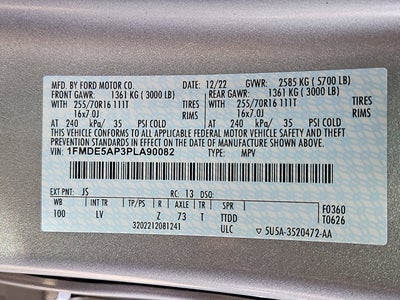 MFD. BY FORD MOTOR CO. 12/22 GVWR: 2585 KG ( 5700 LB)
FRONT GAWR: 1361 KG ( 3000 LB) REAR GAWR: 1361 KG ( 3000 LB)
WITH 255/70R16 111T TIRES WITH 255/70R16 111T TIRES
16x7.0J RIMS 16x7.0J RIMS
AT 240 kPa/ 35 PSI COLD AT 240 kPa/ 35 PSI COLD
THIS VEHICLE CONFORMS TO ALL APPLICABLE FEDERAL MOTOR VEHICLE SAFETY AND THEFT PREVENTION STANDARDS IN EFFECT ON THE DATE OF MANUFACTURE SHOWN ABOVE.
VIN: 1FMDE5AP3PLA90082 TYPE: MPV
EXT PNT: JS RC: 13 DSO:
WB INT TR TP/PS R AXLE TR SPR F0360
100 LV Z 73 T TTDD T0626
3202212081241 ULC 5U5A-3520472-AA